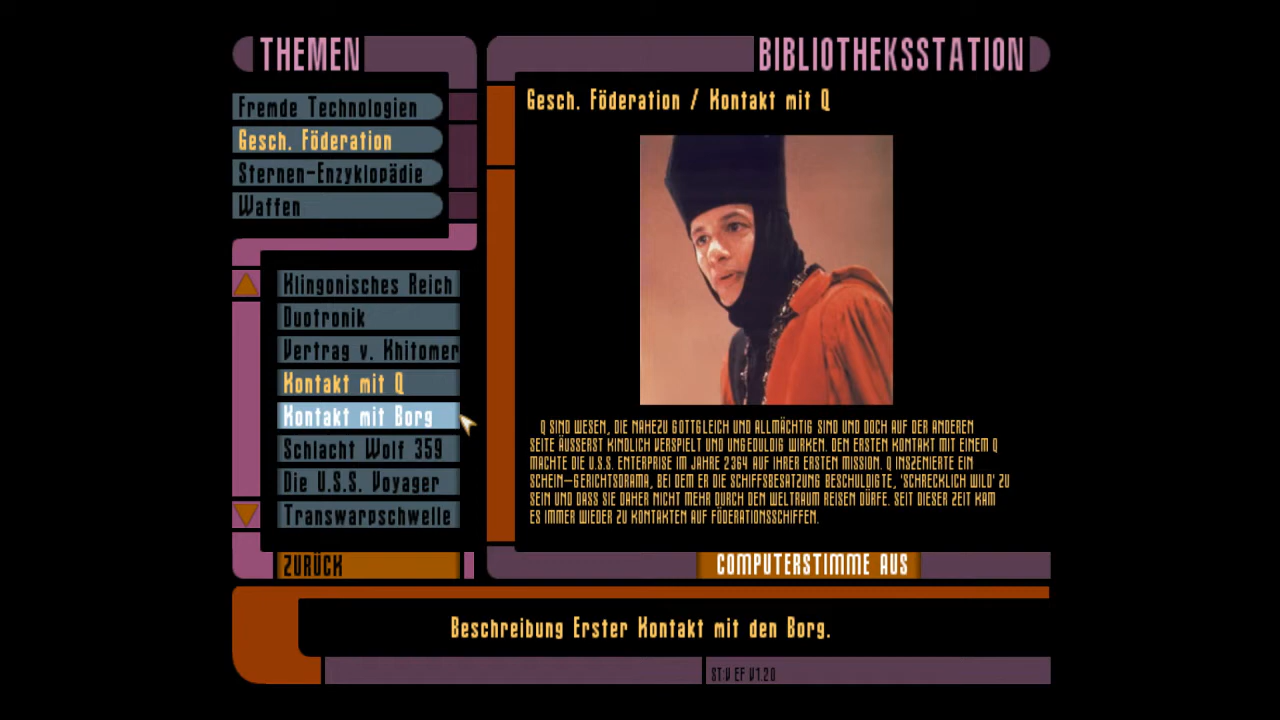 THEMEN
Fremde Technologien
Gesch. Föderation
Sternen-Enzyklopädie
Waffen
Klingonisches Reich
Duotronik
Vertrag v. Khitomer
Kontakt mit Q
Kontakt mit Borg
Schlacht Wolf 359
Die U.S.S. Voyager
Transwarpschwelle
ZURÜCK
BIBLIOTHEKSSTATION
Gesch. Föderation / Kontakt mit Q
Q SIND WESEN, DIE NAHEZU GOTTGLEICH UND ALLMÄCHTIG SIND UND DOCH AUF DER ANDEREN
SEITE ÄUSSERST KINDLICH VERSPIELT UND UNGEDULDIG WIRKEN. DEN ERSTEN KONTAKT MIT EINEM Q
MACHTE DIE U.S.S. ENTERPRISE IM JAHRE 2364 AUF IHRER ERSTEN MISSION. Q INSZENIERTE EIN
SCHEIN-GERICHTSDRAMA, BEI DEM ER DIE SCHIFFSBESATZUNG BESCHULDIGTE, 'SCHRECKLICH WILD' ZU
SEIN UND DASS SIE DAHER NICHT MEHR DURCH DEN WELTRAUM REISEN DÜRFE. SEIT DIESER ZEIT KAM
ES IMMER WIEDER ZU KONTAKTEN AUF FÖDERATIONSSCHIFFEN.
COMPUTERSTIMME AUS
Beschreibung Erster Kontakt mit den Borg.
ST:V EF V1.20